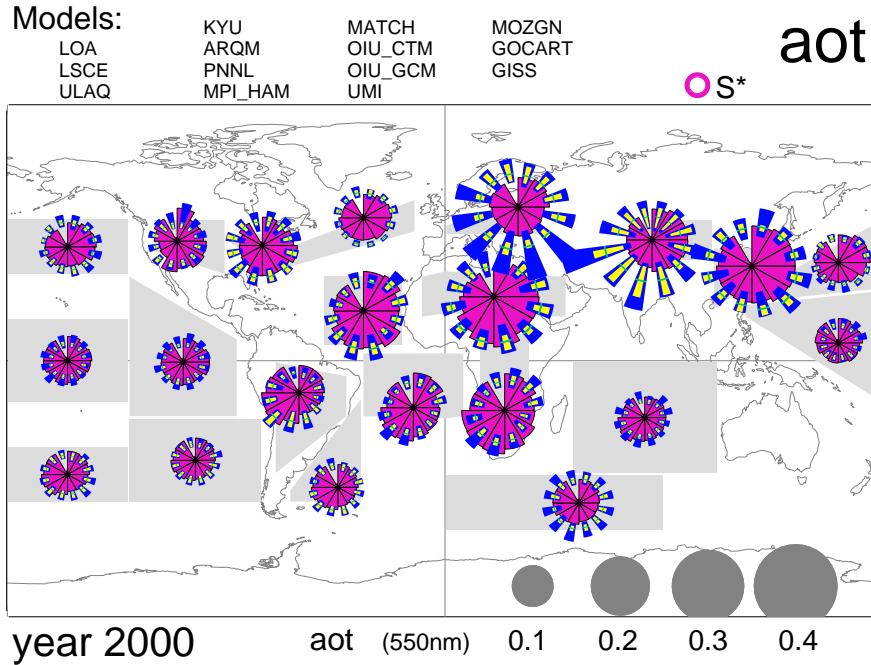 Models:
KYU MATCH MOZGN
LOA ARQM OIU_CTM GOCART
LSCE PNNL OIU_GCM GISS
ULAQ MPI_HAM UMI
aot
S*
year 2000 aot (550nm) 0.1 0.2 0.3 0.4